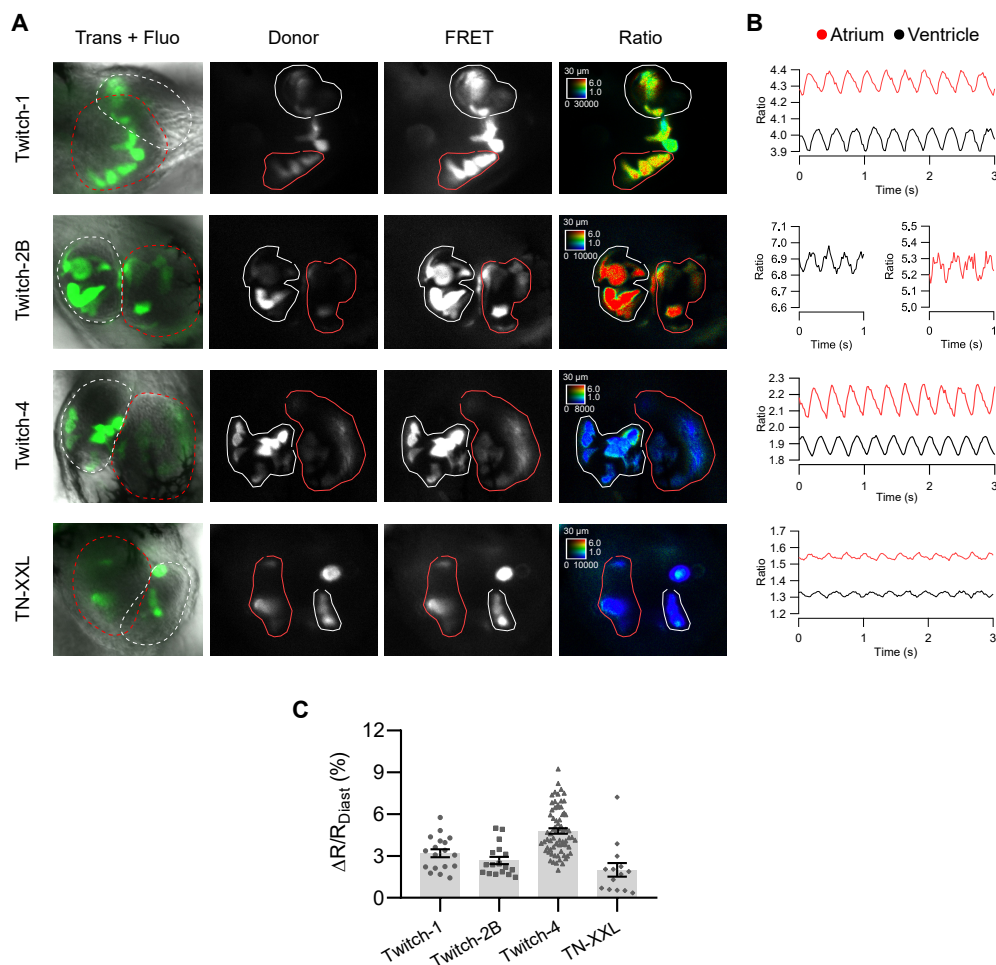 A
Trans + Fluo Donor FRET Ratio
Twitch-1
30 µm
6.0
1.0
0 30000
Twitch-2B
30 µm
6.0
1.0
0 10000
Twitch-4
30 µm
6.0
1.0
0 8000
TN-XXL
30 µm
6.0
1.0
0 10000
B
Atrium Ventricle
Ratio
4.4
4.3
4.2
4.1
4.0
3.9
0 1 2 3
Time (s)
Ratio
7.1
7.0
6.9
6.8
6.7
6.6
0 1
Time (s)
Ratio
5,5
5,4
5.3
5.2
5,1
5,0
0 1
Time (s)
Ratio
2.3
2.2
2.1
2.0
1.9
1.8
0 1 2 3
Time (s)
Ratio
1.7
1.6
1.5
1.4
1.3
1.2
0 1 2 3
Time (s)
C
ΔR/RDiast (%)
12
9
6
3
0
Twitch-1
Twitch-2B
Twitch-4
TN-XXL